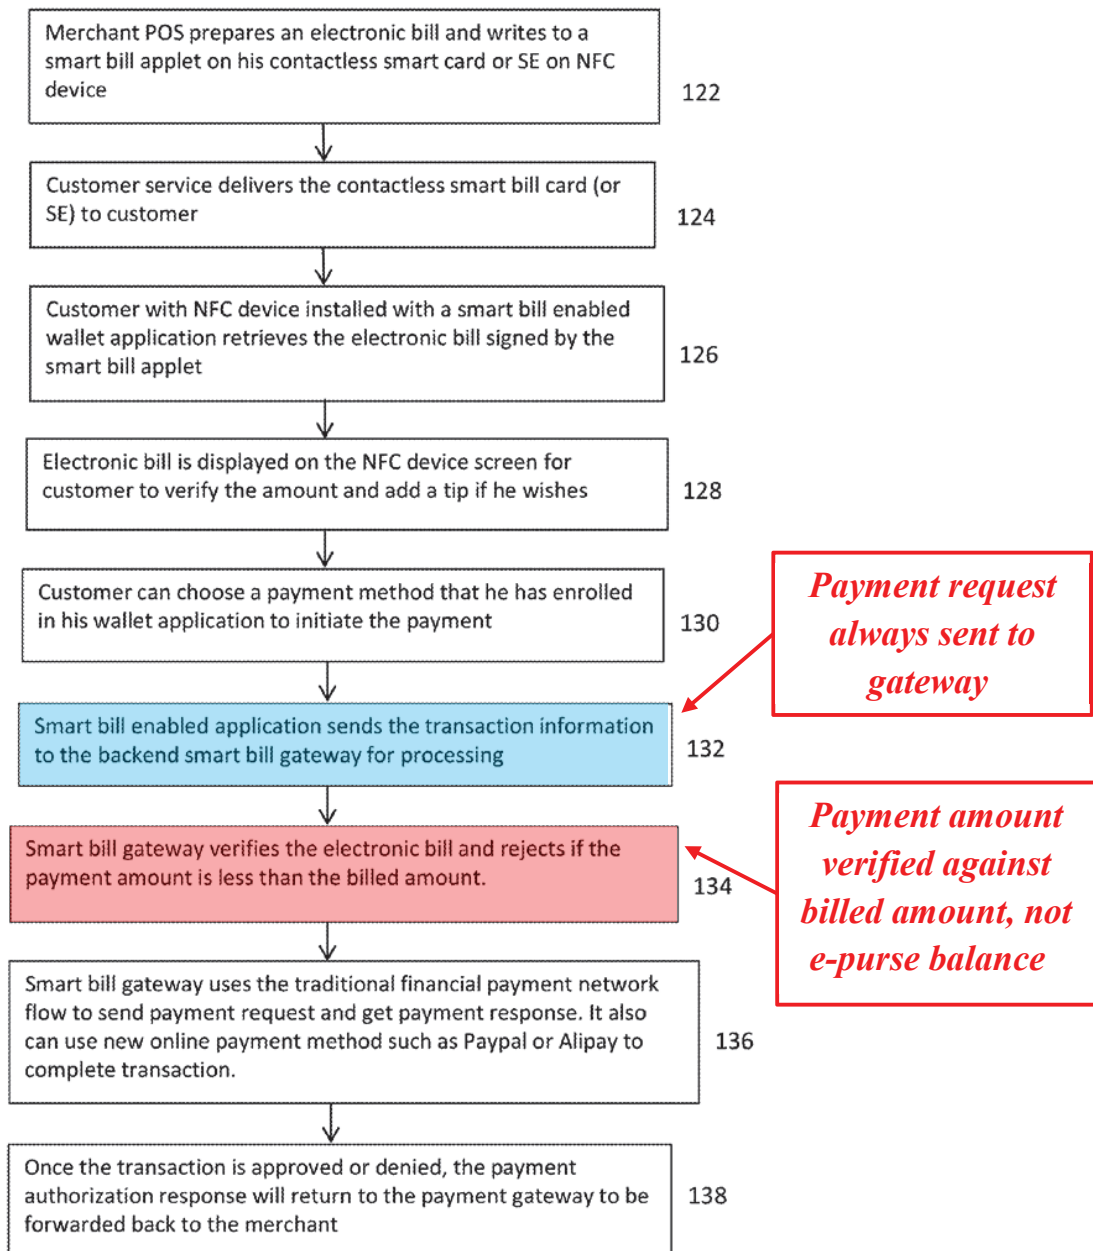 Merchant POS prepares an electronic bill and writes to a
smart bill applet on his contactless smart card or SE on NFC
device
122
Customer service delivers the contactless smart bill card (or
SE) to customer
124
Customer with NFC device installed with a smart bill enabled
wallet application retrieves the electronic bill signed by the
smart bill applet
126
Electronic bill is displayed on the NFC device screen for
customer to verify the amount and add a tip if he wishes
128
Customer can choose a payment method that he has enrolled
in his wallet application to initiate the payment
130
Payment request
always sent to
gateway
Smart bill enabled application sends the transaction information
to the backend smart bill gateway for processing
132
Smart bill gateway verifies the electronic bill and rejects if the
payment amount is less than the billed amount.
134
Payment amount
verified against
billed amount, not
e-purse balance
Smart bill gateway uses the traditional financial payment network
flow to send payment request and get payment response. It also
can use new online payment method such as Paypal or Alipay to
complete transaction.
136
Once the transaction is approved or denied, the payment
authorization response will return to the payment gateway to be
forwarded back to the merchant
138